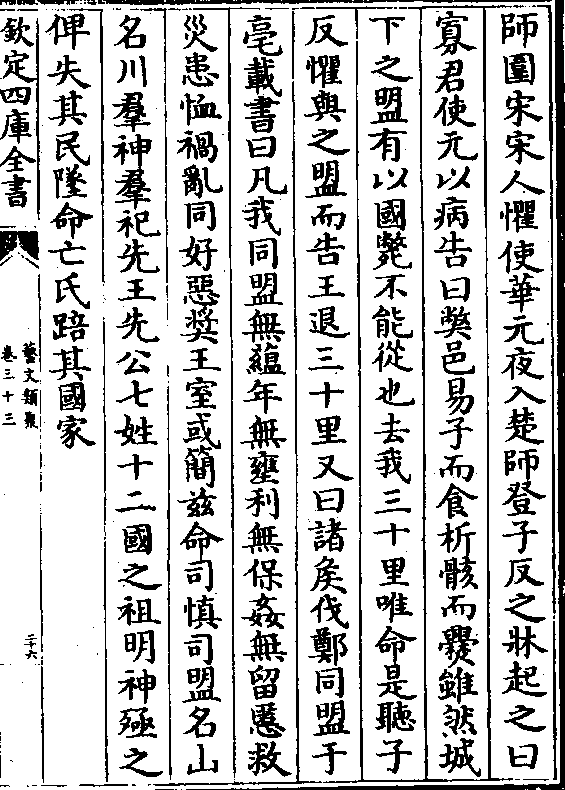 師圍宋宋人懼使華元夜入楚師登子反之牀起之曰
寡君使元以病告曰弊邑易子而食析骸而爨雖然城
下之盟有以國斃不能從也去我三十里唯命是聽子
反懼與之盟而告王退三十里又曰諸侯伐鄭同盟于
亳載書曰凡我同盟無蘊年無壅利無保姦無留慝救
災患恤禍亂同好惡奬王室或簡兹命司慎司盟名山
名川羣神羣祀先王先公七姓十二國之祖明神殛之
俾失其民墜命亡氏踣其國家
欽定四庫全書
藝文類聚
卷三十三
二十六